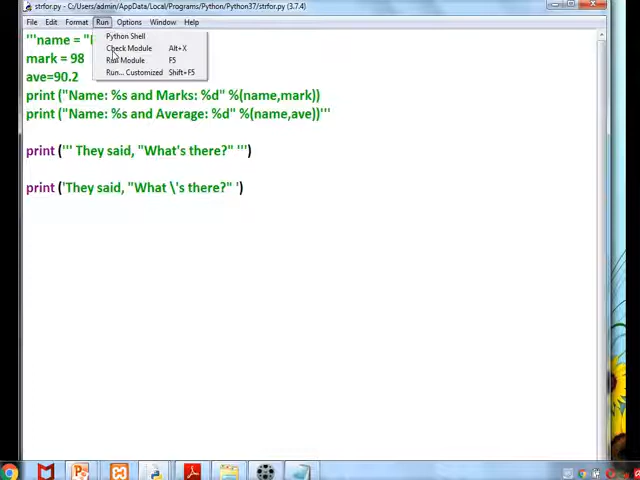 strfor.py - C:/Users/admin/AppData/Local/Programs/Python/Python37/strfor.py (3.7.4)
File Edit Format Run Options Window Help
Python Shell
Check Module Alt+X
Run Module F5
Run... Customized Shift+F5
'''name = "
mark = 98
ave=90.2
print ("Name: %s and Marks: %d" %(name,mark))
print ("Name: %s and Average: %d" %(name,ave))'''
print (''' They said, "What's there?" ''')
print ('They said, "What \'s there?" ')